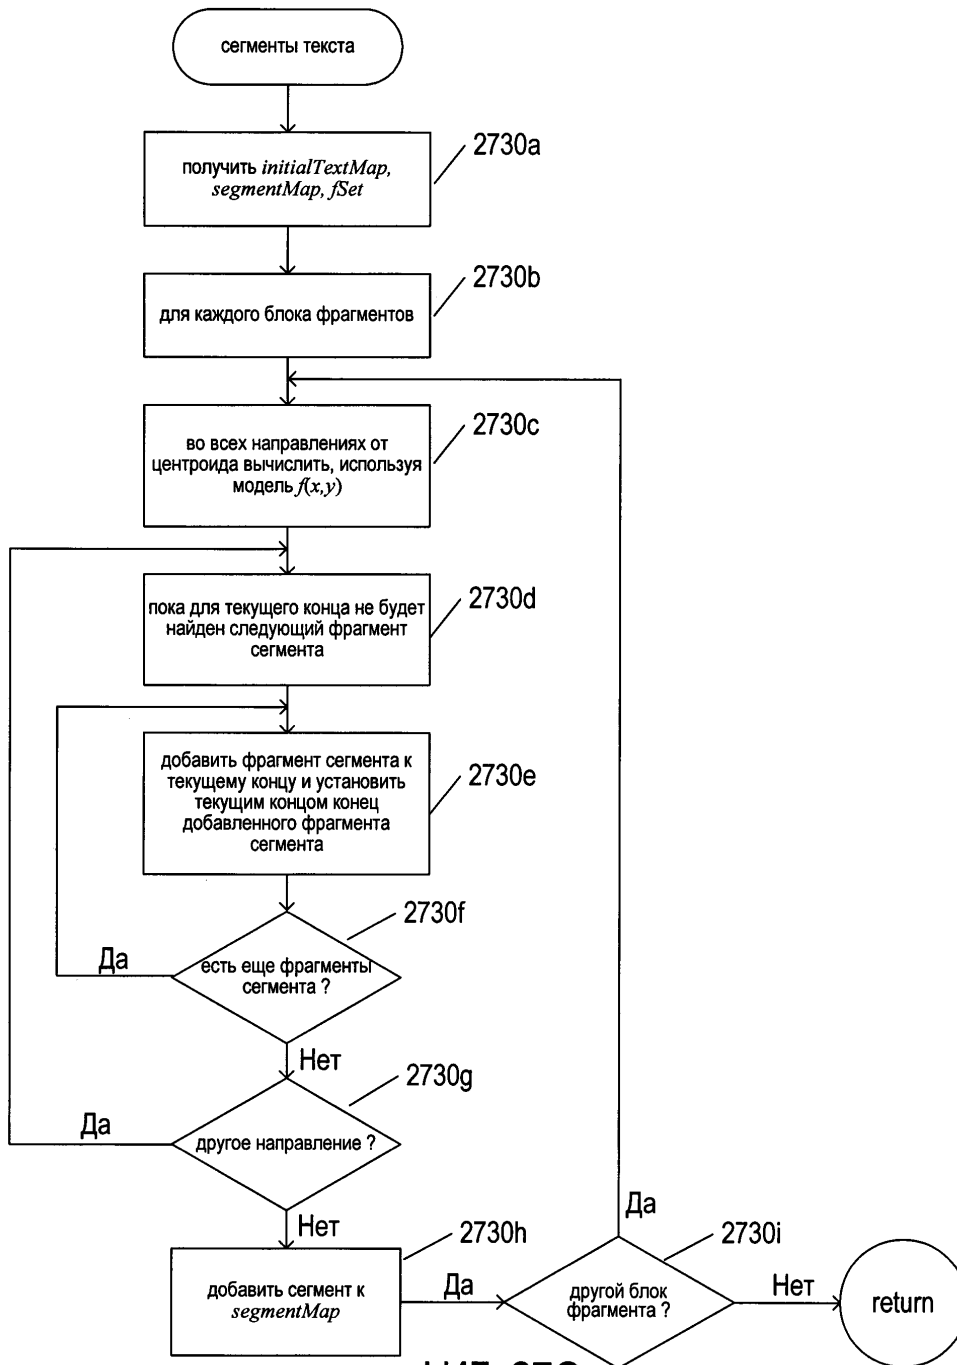 сегменты текста
2730a
получить initialTextMap,
segmentMap, fSet
2730b
для каждого блока фрагментов
2730c
во всех направлениях от
центроида вычислить, используя
модель f(x,y)
2730d
пока для текущего конца не будет
найден следующий фрагмент
сегмента
2730e
добавить фрагмент сегмента к
текущему концу и установить
текущим концом конец
добавленного фрагмента
сегмента
2730f
Да
есть еще фрагменты
сегмента ?
Нет
2730g
Да
другое направление ?
Нет
2730h
добавить сегмент к
segmentMap
Да
Да
2730i
другой блок
фрагмента ?
Нет
return